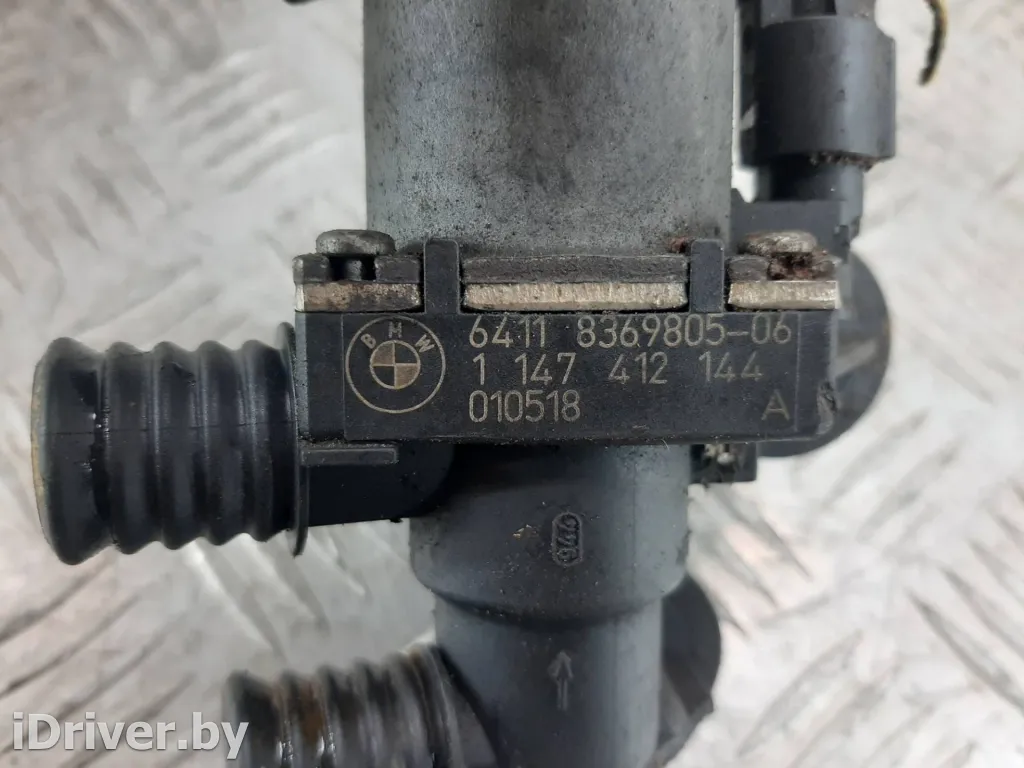 BMW
6411 8369805-06
1 147 412 144
010518 A
iDriver.by